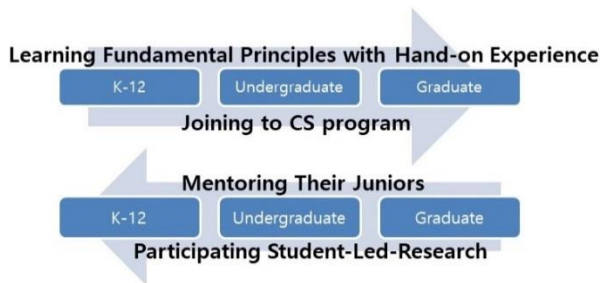 Learning Fundamental Principles with Hand-on Experience
K-12 Undergraduate Graduate
Joining to CS program
Mentoring Their Juniors
K-12 Undergraduate Graduate
Participating Student-Led-Research